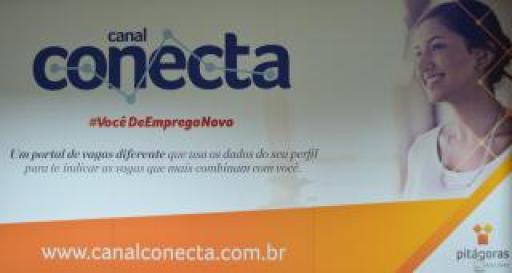 canal
conecta
#VocêDeEmpregoNovo
Um portal de vagas diferente que usa os dados do seu perfil
para te indicar as vagas que mais combinam com você.
www.canalconecta.com.br
pitágoras